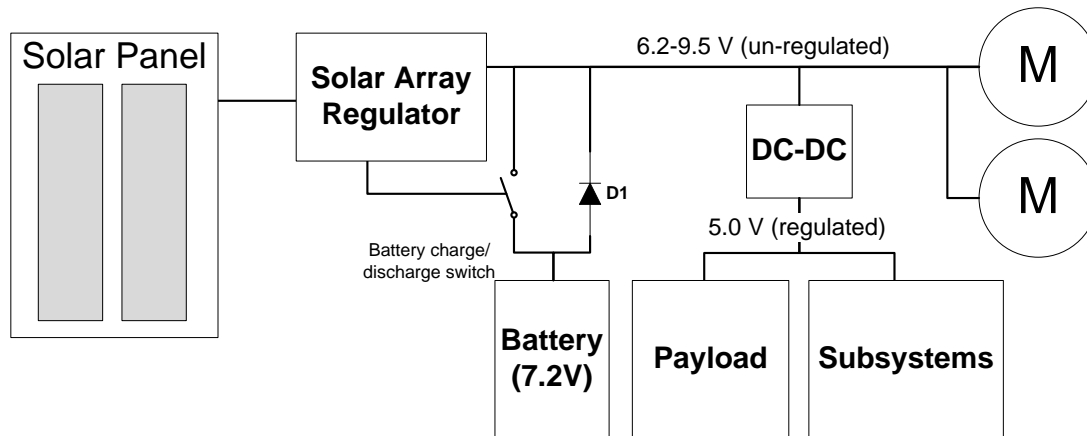 Solar Panel
Solar Array
Regulator
6.2-9.5 V (un-regulated)
M
DC-DC
M
D1
5.0 V (regulated)
Battery charge/
discharge switch
Battery
(7.2V)
Payload
Subsystems